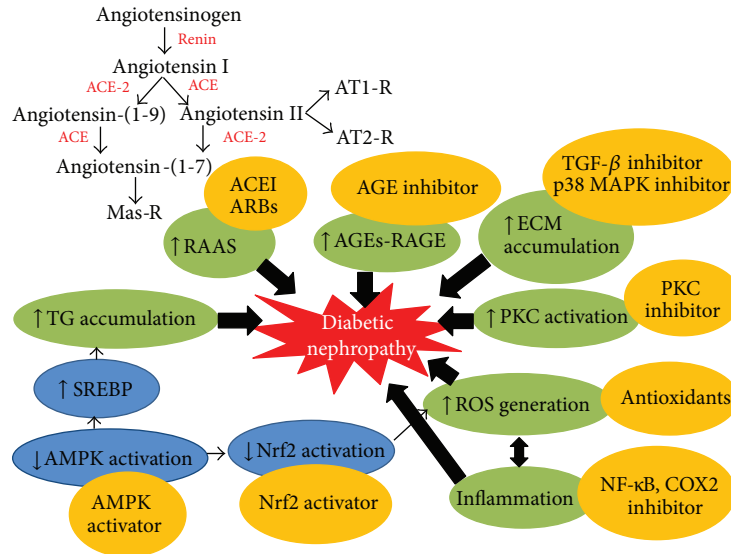 Angiotensinogen
Renin
Angiotensin I
ACE-2
ACE
Angiotensin-(1-9)
Angiotensin II
AT1-R
AT2-R
ACE
ACE-2
Angiotensin-(1-7)
Mas-R
ACEI
ARBs
↑ RAAS
AGE inhibitor
↑ AGEs-RAGE
TGF-β inhibitor
p38 MAPK inhibitor
↑ ECM
accumulation
PKC
inhibitor
↑ PKC activation
↑ TG accumulation
Diabetic
nephropathy
↑ SREBP
↑ ROS generation
Antioxidants
↓ AMPK activation
↓ Nrf2 activation
AMPK
activator
Nrf2 activator
Inflammation
NF-κB, COX2
inhibitor